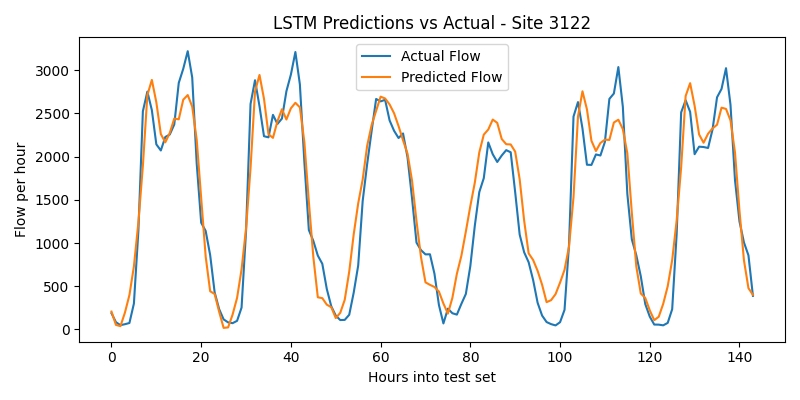 LSTM Predictions vs Actual - Site 3122
Actual Flow
Predicted Flow
Flow per hour
3000
2500
2000
1500
1000
500
0
0 20 40 60 80 100 120 140
Hours into test set